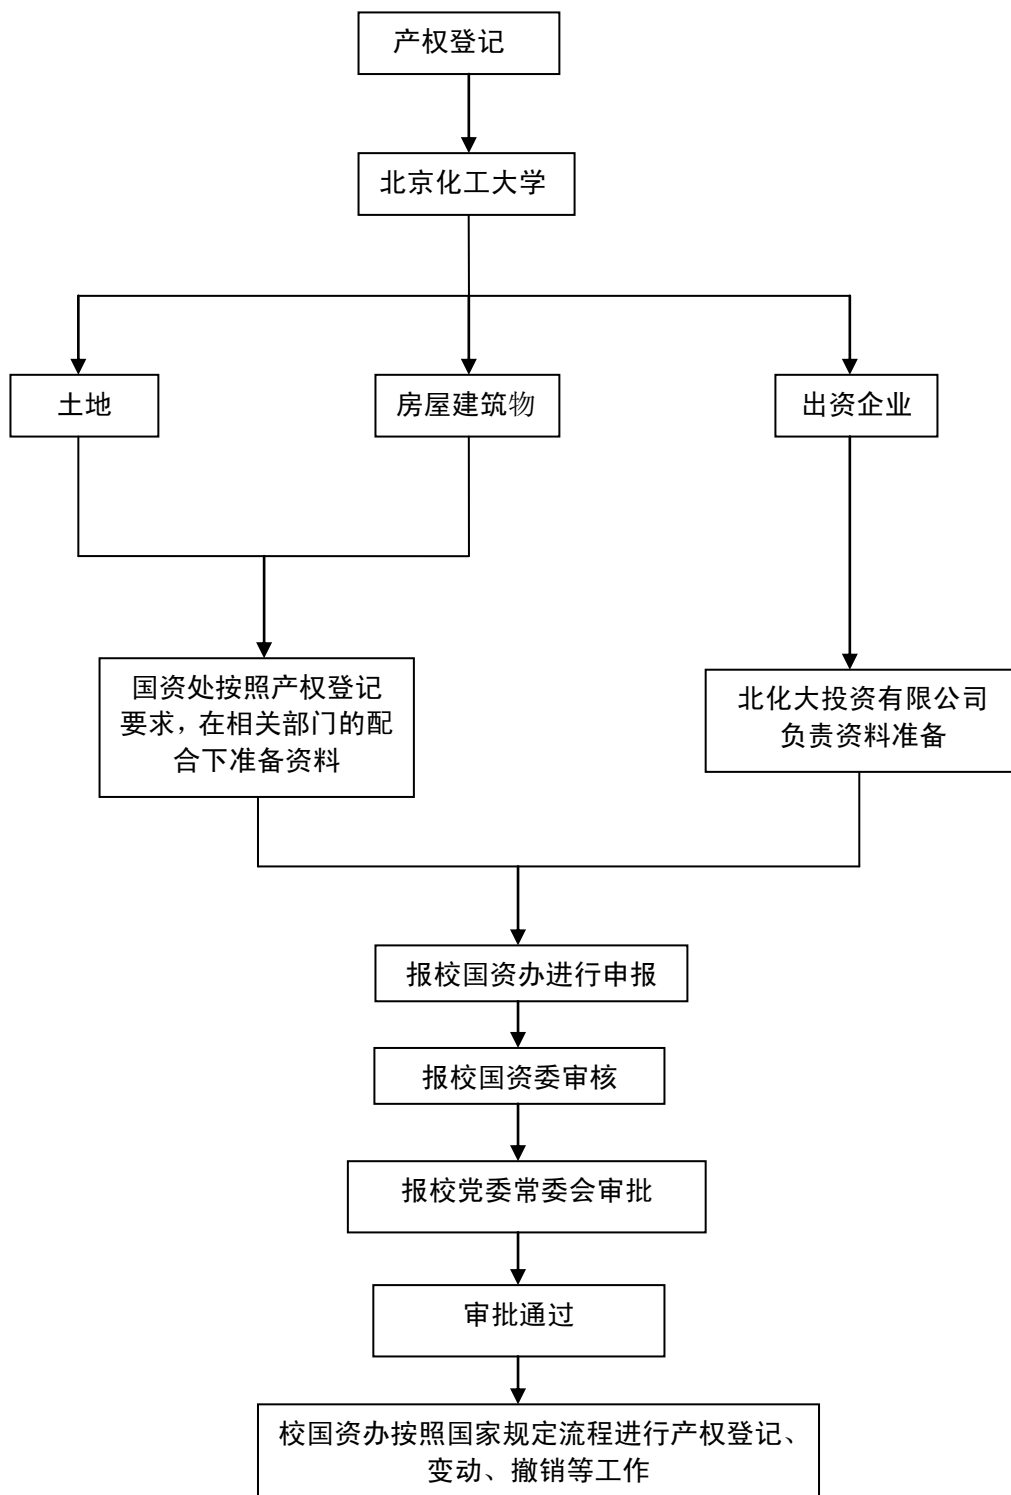 产权登记
北京化工大学
土地
房屋建筑物
出资企业
国资处按照产权登记
要求，在相关部门的配
合下准备资料
北化大投资有限公司
负责资料准备
报校国资办进行申报
报校国资委审核
报校党委常委会审批
审批通过
校国资办按照国家规定流程进行产权登记、
变动、撤销等工作